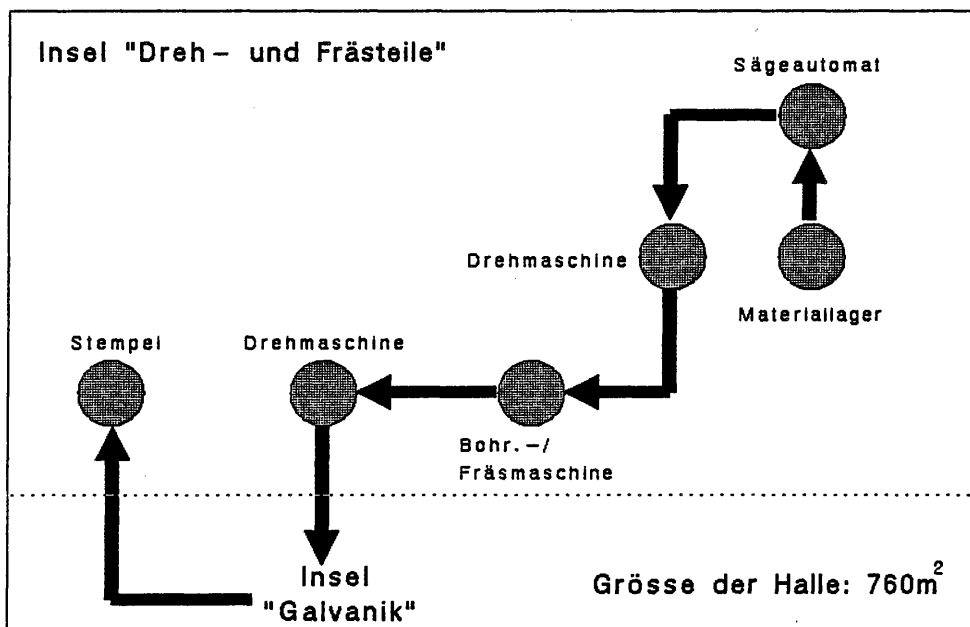 Insel "Dreh- und Frästeile"
Sägeautomat
Drehmaschine
Materiallager
Stempel
Drehmaschine
Bohr.-/
Fräsmaschine
Insel
"Galvanik"
Grösse der Halle: 760m²